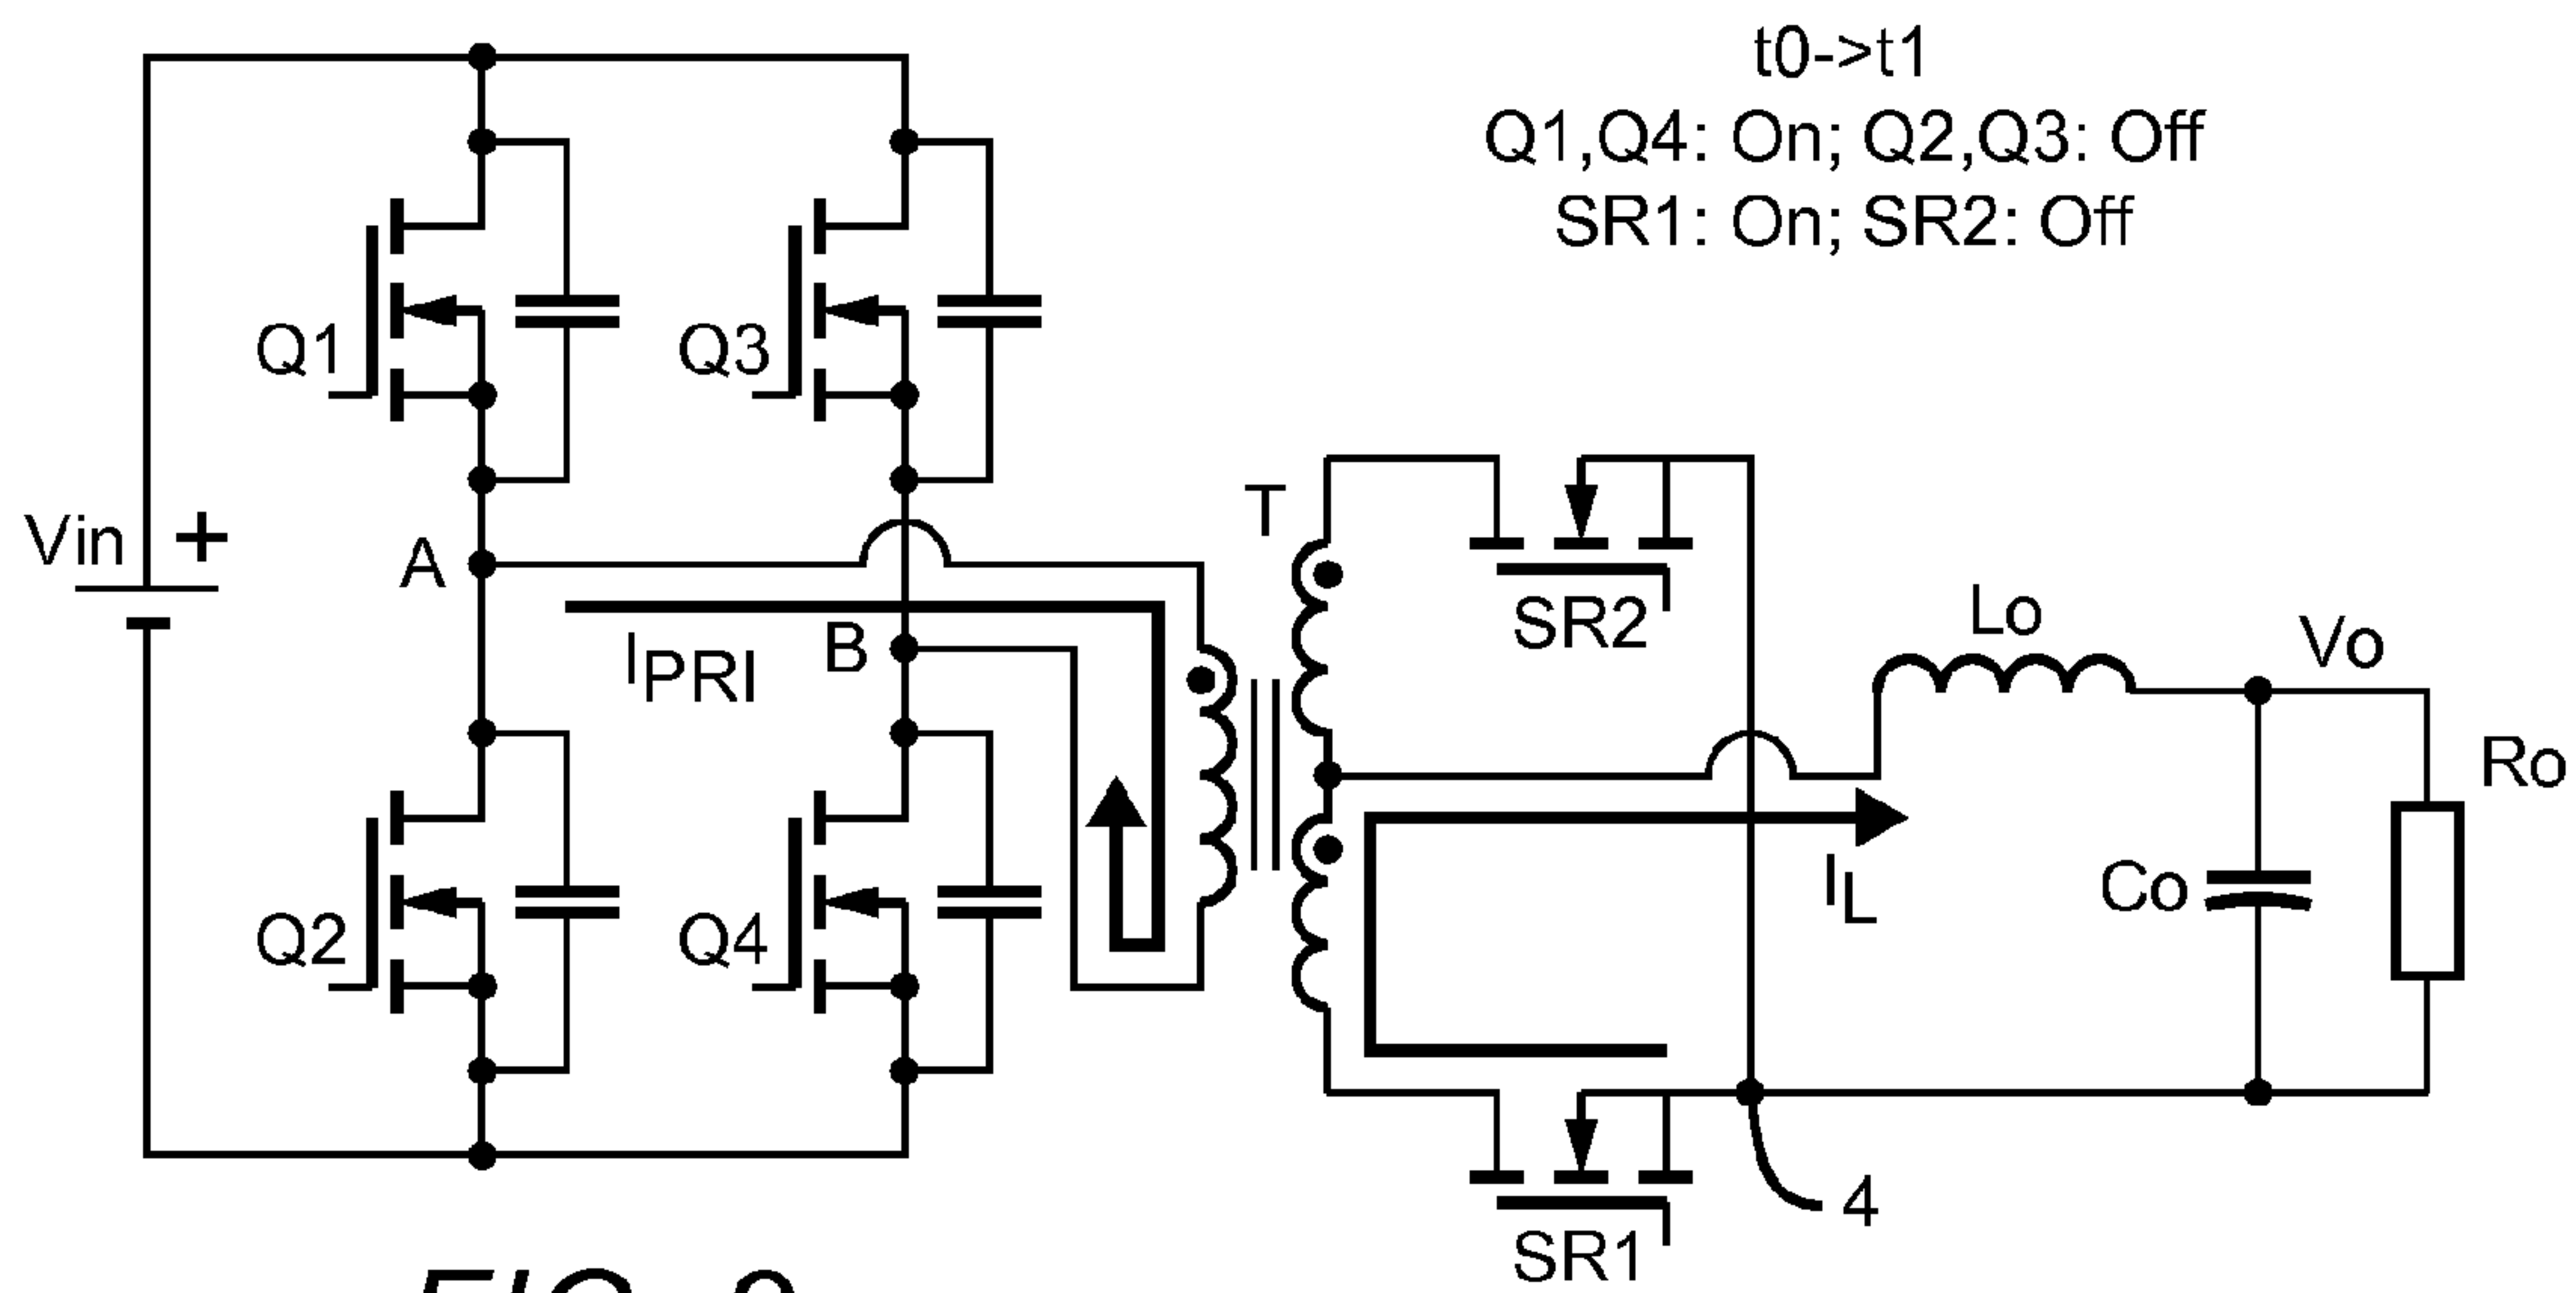 t0->t1
Q1,Q4: On; Q2,Q3: Off
SR1: On; SR2: Off
Q1
Q3
Vin +
A
T
IPRI
B
SR2
Lo
Vo
Ro
Q2
Q4
IL
Co
4
SR1